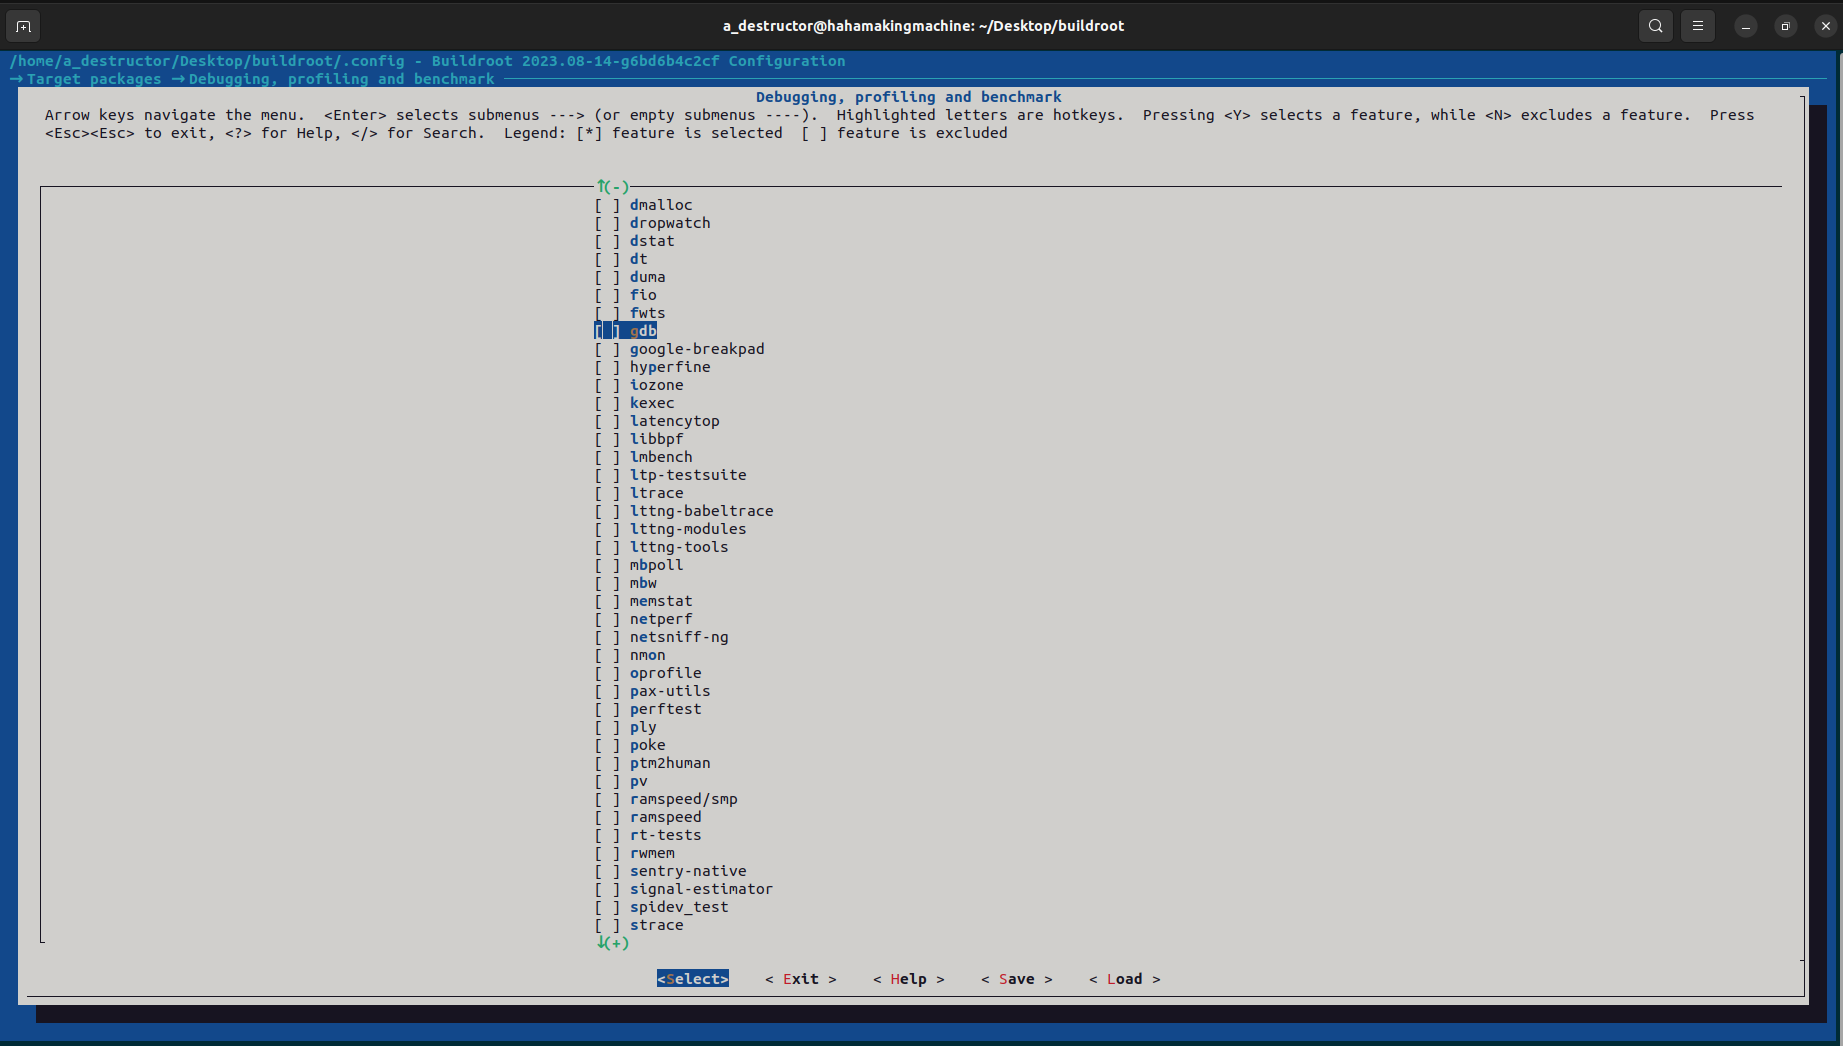 a_destructor@hahamakingmachine: ~/Desktop/buildroot
/home/a_destructor/Desktop/buildroot/.config - Buildroot 2023.08-14-g6bd6b4c2cf Configuration
→ Target packages → Debugging, profiling and benchmark
Debugging, profiling and benchmark
Arrow keys navigate the menu.  <Enter> selects submenus ---> (or empty submenus ----).  Highlighted letters are hotkeys.  Pressing <Y> selects a feature, while <N> excludes a feature.  Press
<Esc><Esc> to exit, <?> for Help, </> for Search.  Legend: [*] feature is selected  [ ] feature is excluded
↑(-)
[ ] dmalloc
[ ] dropwatch
[ ] dstat
[ ] dt
[ ] duma
[ ] fio
[ ] fwts
[ ] gdb
[ ] google-breakpad
[ ] hyperfine
[ ] iozone
[ ] kexec
[ ] latencytop
[ ] libbpf
[ ] lmbench
[ ] ltp-testsuite
[ ] ltrace
[ ] lttng-babeltrace
[ ] lttng-modules
[ ] lttng-tools
[ ] mbpoll
[ ] mbw
[ ] memstat
[ ] netperf
[ ] netsniff-ng
[ ] nmon
[ ] oprofile
[ ] pax-utils
[ ] perftest
[ ] ply
[ ] poke
[ ] ptm2human
[ ] pv
[ ] ramspeed/smp
[ ] ramspeed
[ ] rt-tests
[ ] rwmem
[ ] sentry-native
[ ] signal-estimator
[ ] spidev_test
[ ] strace
↓(+)
<Select>    < Exit >    < Help >    < Save >    < Load >